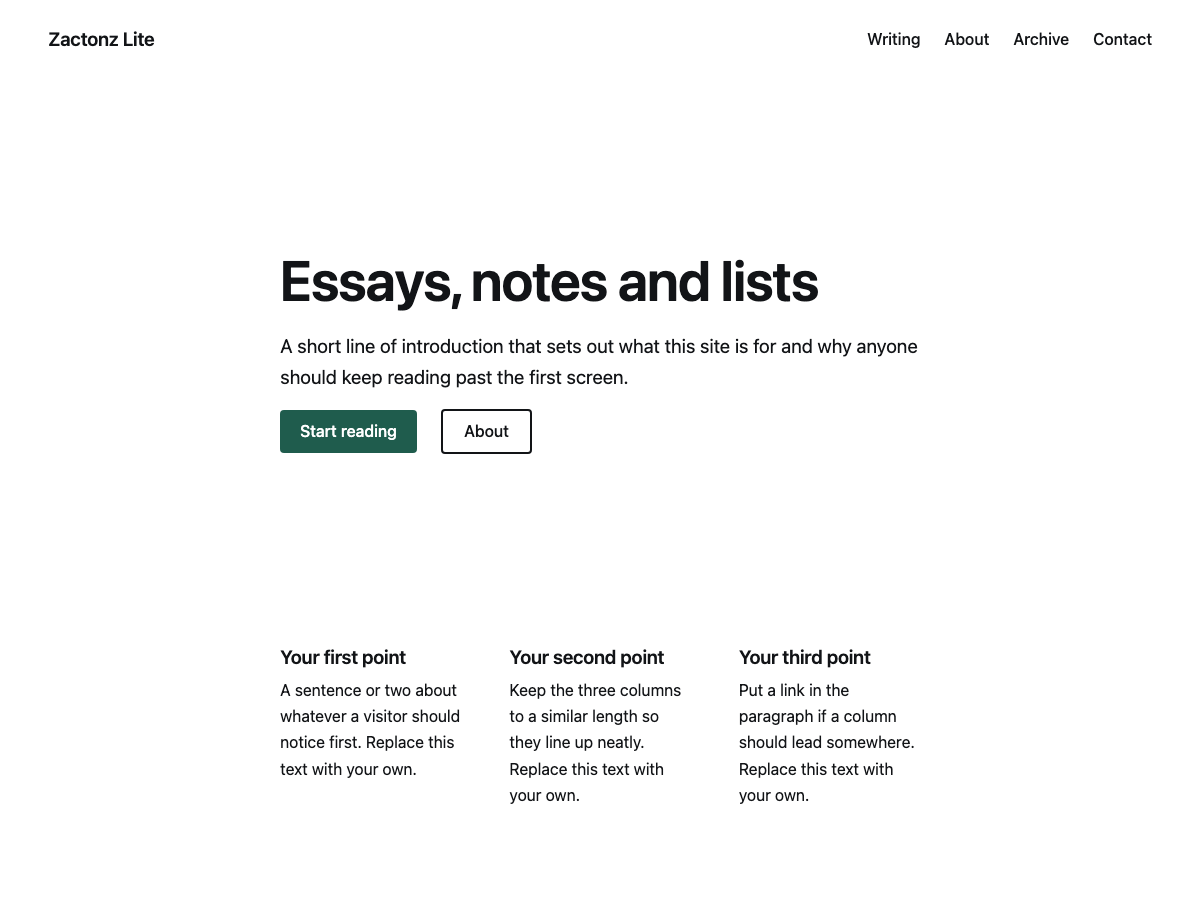 Zactonz Lite
Writing About Archive Contact
Essays, notes and lists
A short line of introduction that sets out what this site is for and why anyone
should keep reading past the first screen.
Start reading About
Your first point
A sentence or two about
whatever a visitor should
notice first. Replace this
text with your own.
Your second point
Keep the three columns
to a similar length so
they line up neatly.
Replace this text with
your own.
Your third point
Put a link in the
paragraph if a column
should lead somewhere.
Replace this text with
your own.